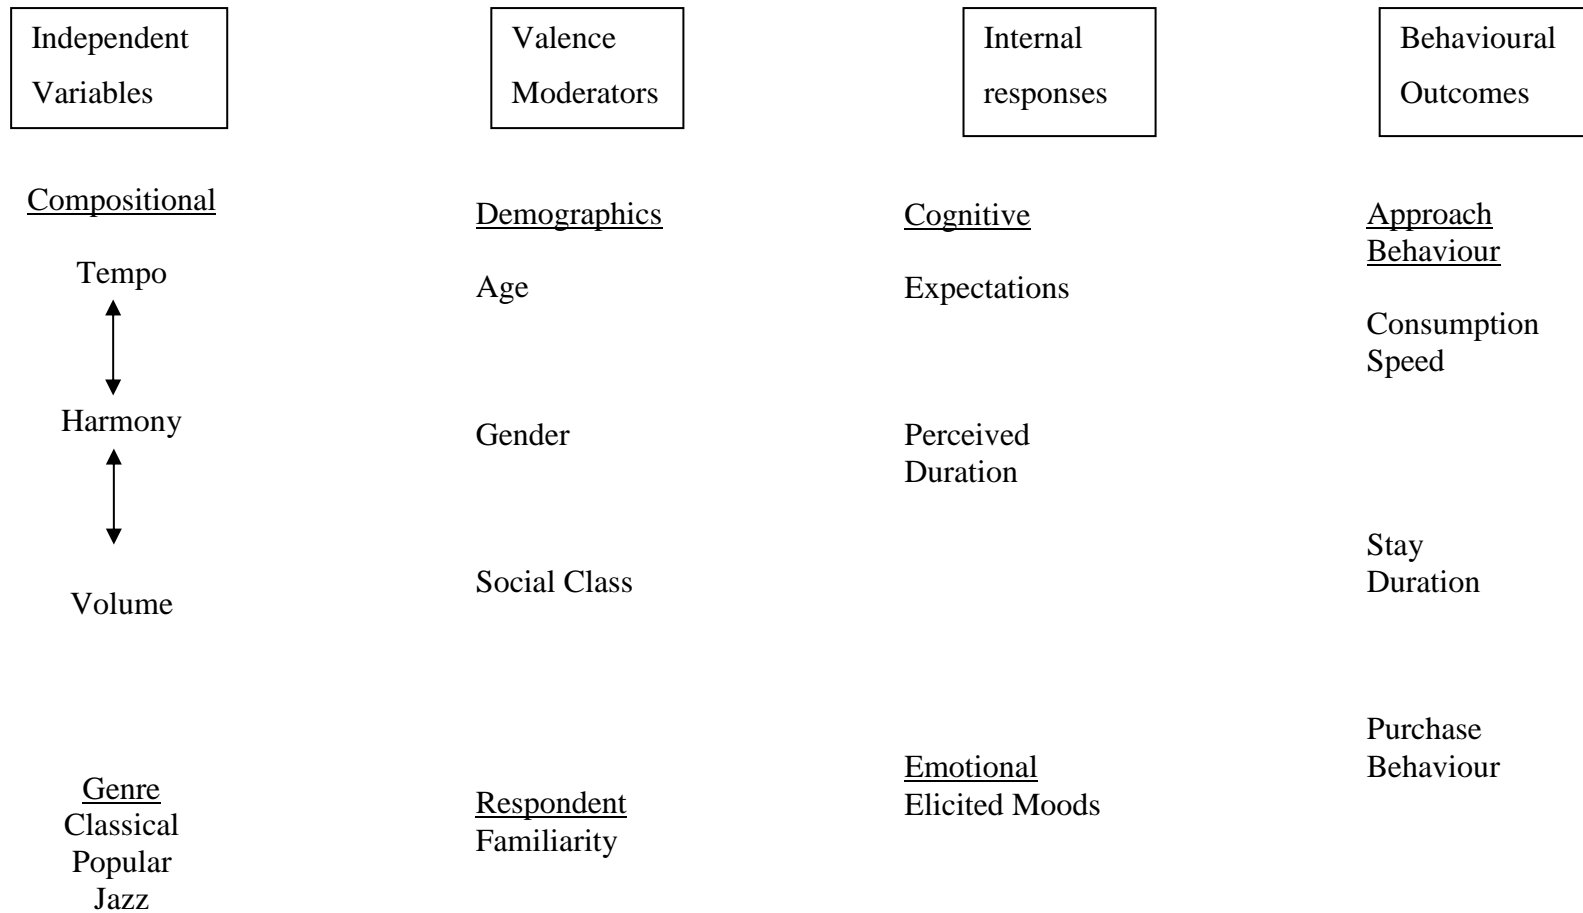 Independent
Variables
Valence
Moderators
Internal
responses
Behavioural
Outcomes
Compositional
Tempo
Harmony
Volume
Genre
Classical
Popular
Jazz
Demographics
Age
Gender
Social Class
Respondent
Familiarity
Cognitive
Expectations
Perceived
Duration
Emotional
Elicited Moods
Approach
Behaviour
Consumption
Speed
Stay
Duration
Purchase
Behaviour